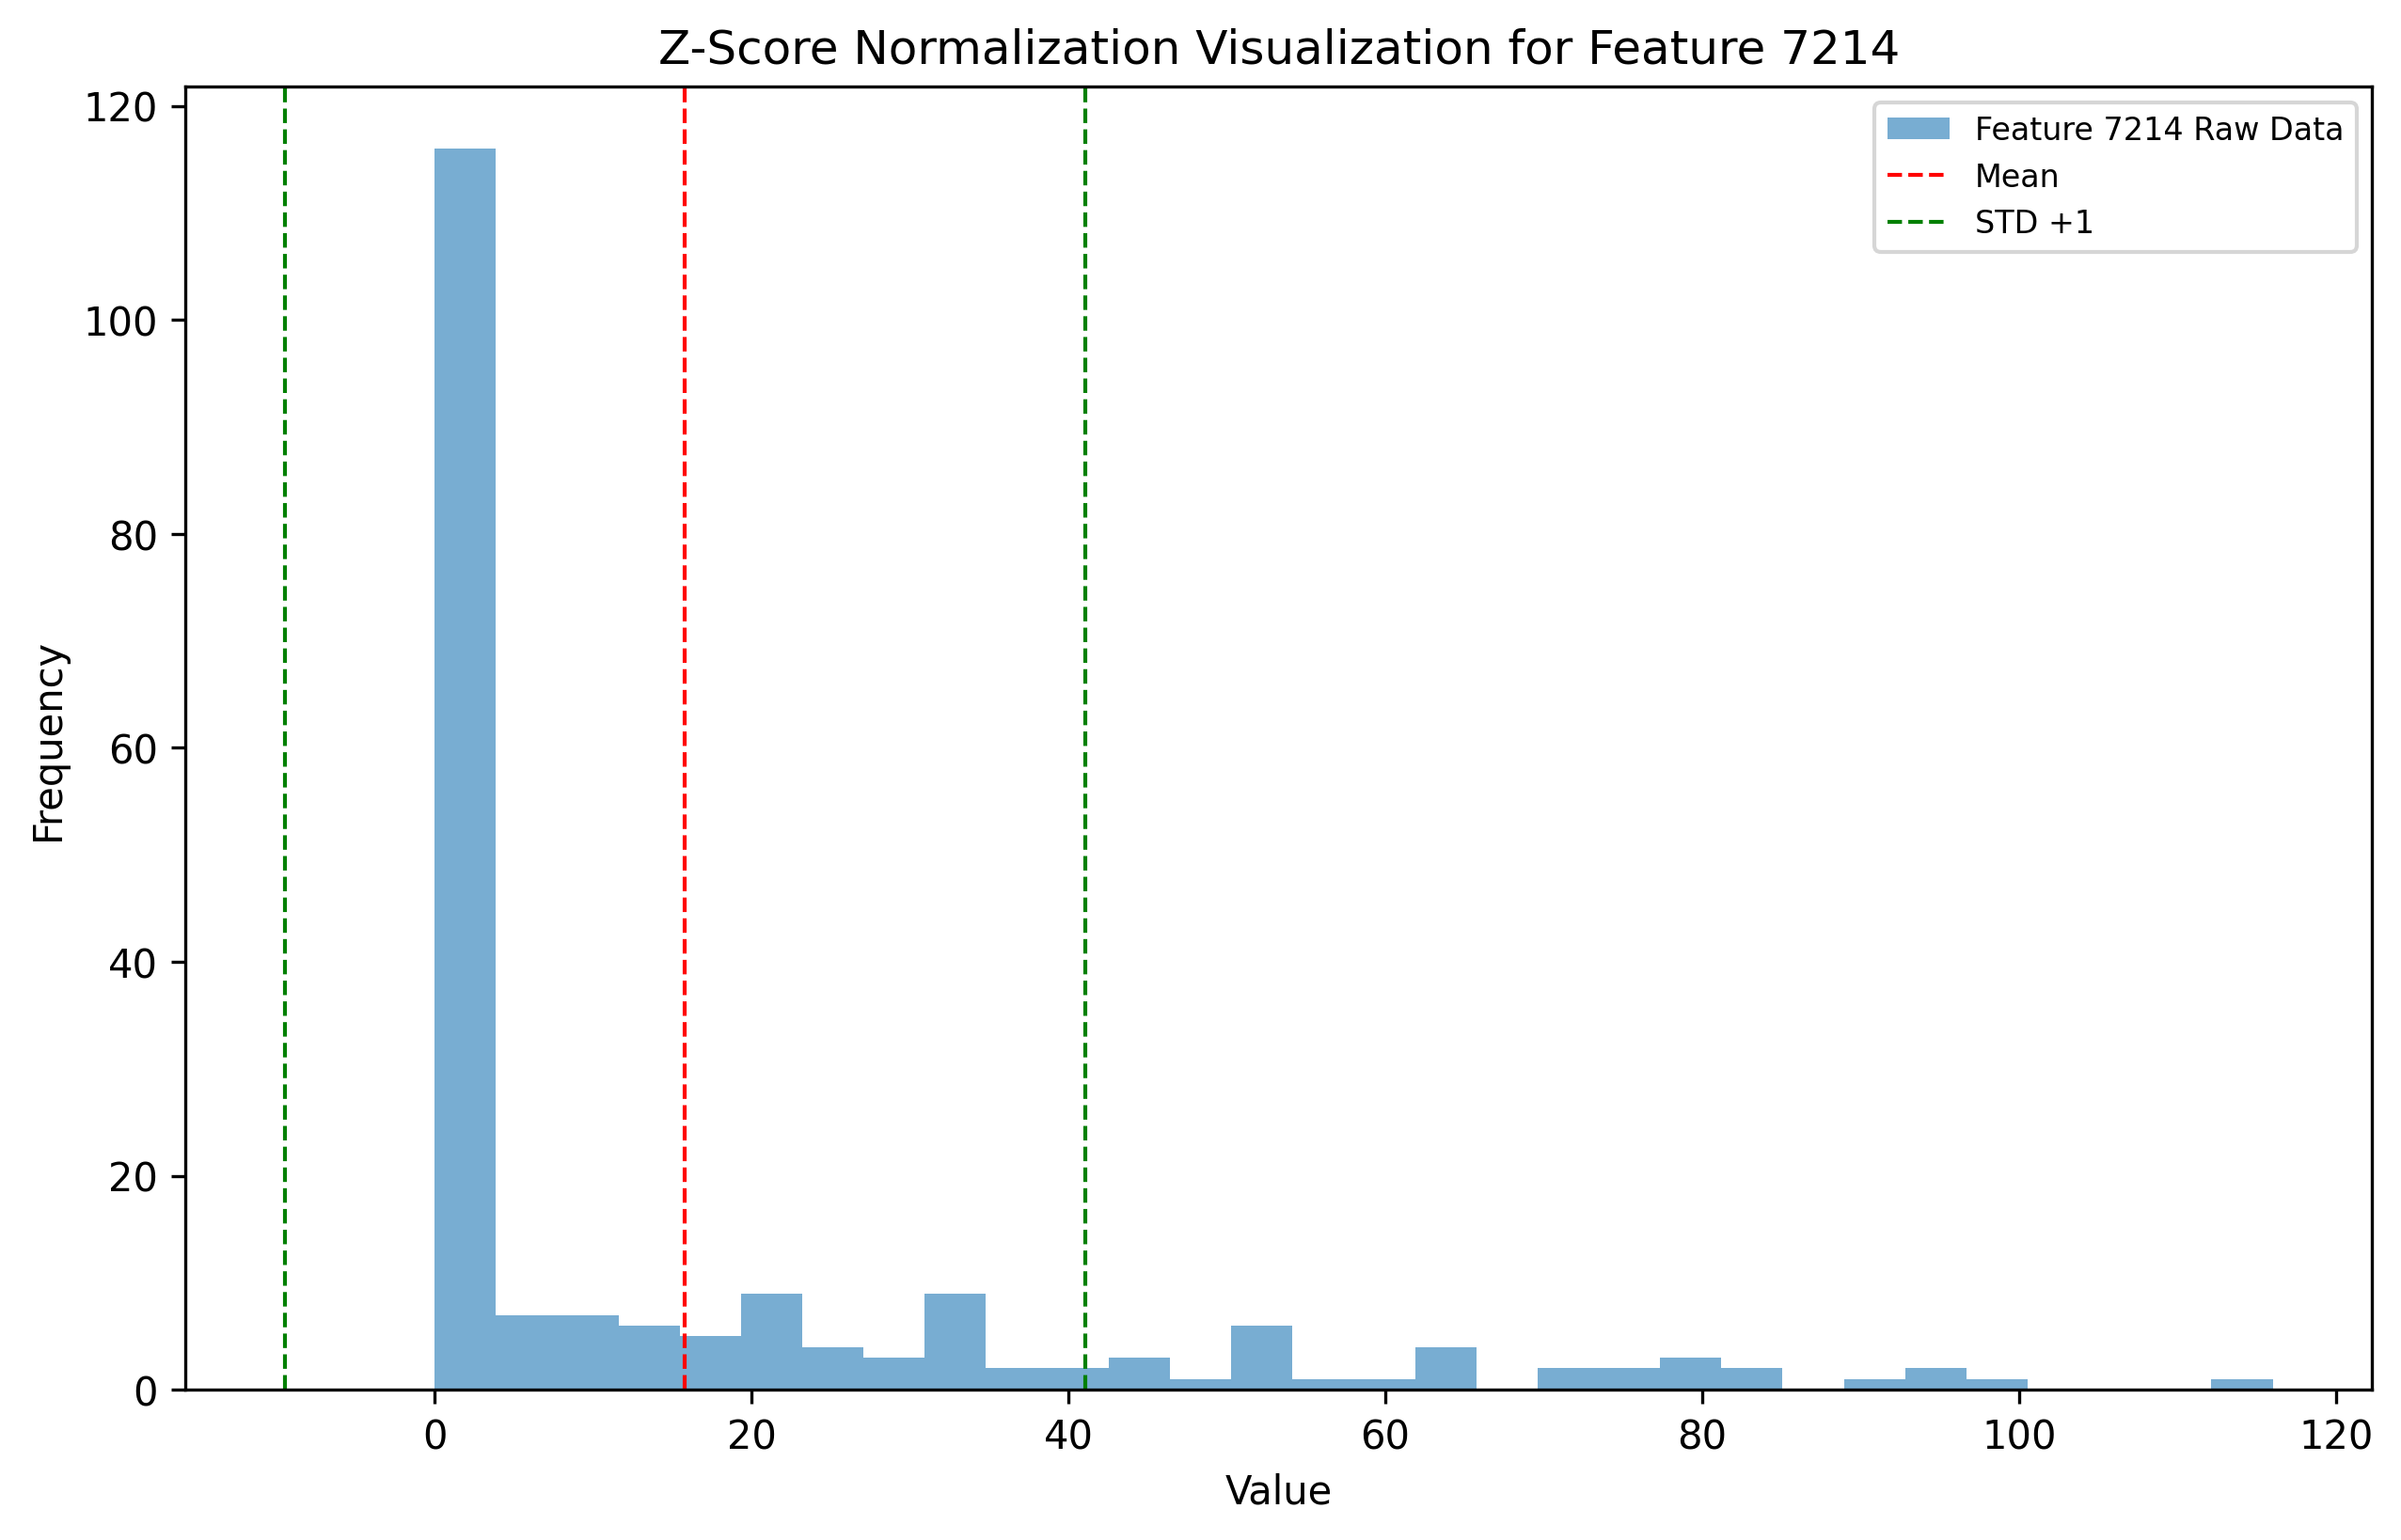 Z-Score Normalization Visualization for Feature 7214
Feature 7214 Raw Data
Mean
STD +1
120
100
80
60
40
20
0
Frequency
0 20 40 60 80 100 120
Value